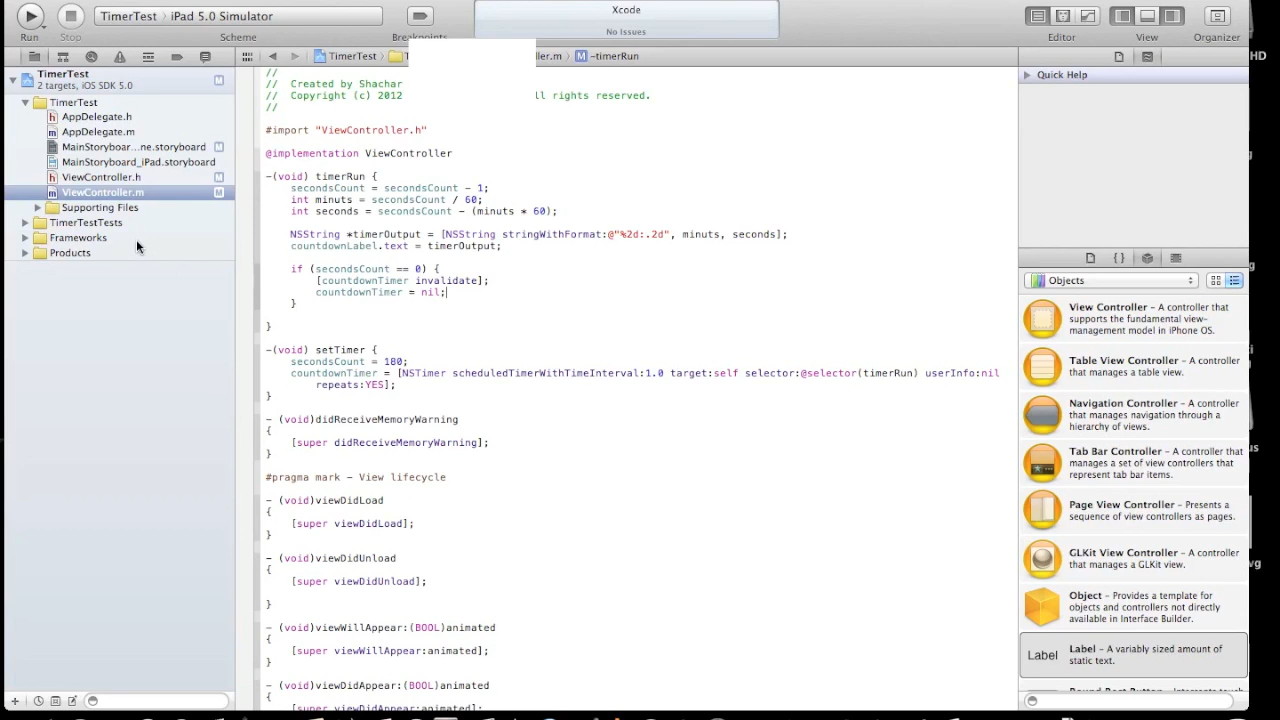 TimerTest
iPad 5.0 Simulator
Xcode
No Issues
Run
Stop
Scheme
Breakpoints
Editor
View
Organizer
TimerTest
.m
-timerRun
TimerTest
2 targets, iOS SDK 5.0
M
TimerTest
AppDelegate.h
AppDelegate.m
MainStoryboar...ne.storyboard
M
MainStoryboard_iPad.storyboard
ViewController.h
M
ViewController.m
M
Supporting Files
TimerTestTests
Frameworks
Products
//
// Created by Shachar
// Copyright (c) 2012 ll rights reserved.
//
#import "ViewController.h"
@implementation ViewController
-(void) timerRun {
secondsCount = secondsCount - 1;
int minuts = secondsCount / 60;
int seconds = secondsCount - (minuts * 60);
NSString *timerOutput = [NSString stringWithFormat:@"%2d:.2d", minuts, seconds];
countdownLabel.text = timerOutput;
if (secondsCount == 0) {
[countdownTimer invalidate];
countdownTimer = nil;
}
}
-(void) setTimer {
secondsCount = 180;
countdownTimer = [NSTimer scheduledTimerWithTimeInterval:1.0 target:self selector:@selector(timerRun) userInfo:nil
repeats:YES];
}
- (void)didReceiveMemoryWarning
{
[super didReceiveMemoryWarning];
}
#pragma mark - View lifecycle
- (void)viewDidLoad
{
[super viewDidLoad];
}
- (void)viewDidUnload
{
[super viewDidUnload];
}
- (void)viewWillAppear:(BOOL)animated
{
[super viewWillAppear:animated];
}
- (void)viewDidAppear:(BOOL)animated
{
[super viewDidAppear:animated];
Quick Help
Objects
View Controller - A controller that
supports the fundamental view-
management model in iPhone OS.
Table View Controller - A controller
that manages a table view.
Navigation Controller - A controller
that manages navigation through a
hierarchy of views.
Tab Bar Controller - A controller that
manages a set of view controllers that
represent tab bar items.
Page View Controller - Presents a
sequence of view controllers as pages.
GLKit View Controller - A controller
that manages a GLKit view.
Object - Provides a template for
objects and controllers not directly
available in Interface Builder.
Label
Label - A variably sized amount of
static text.
HD